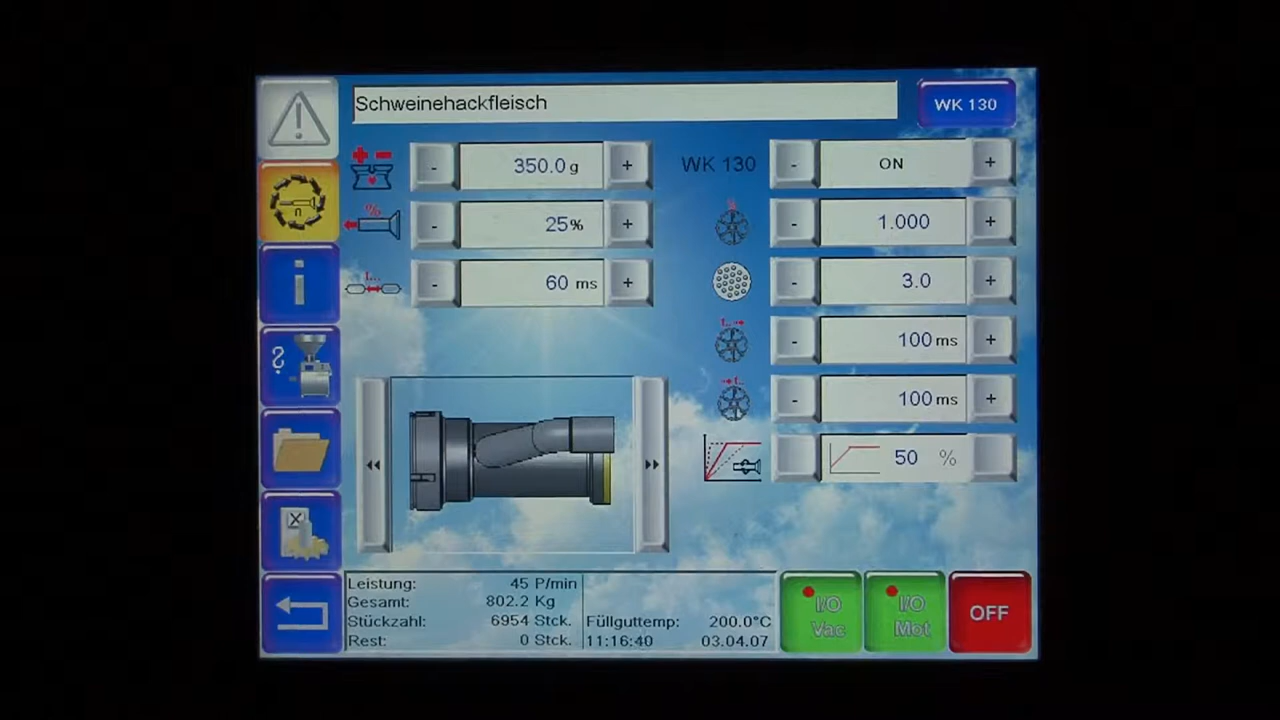 Schweinehackfleisch
WK 130
- 350.0 g +
WK 130
- ON +
%
- 25% +
- 1.000 +
- 60 ms +
- 3.0 +
- 100 ms +
- 100 ms +
50 %
Leistung: 45 P/min
Gesamt: 802.2 Kg
Stückzahl: 6954 Stck.
Rest: 0 Stck.
Füllguttemp: 200.0°C
11:16:40 03.04.07
I/O
Vac
I/O
Mot
OFF